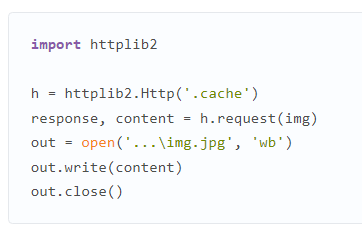 import httplib2
h = httplib2.Http('.cache')
response, content = h.request(img)
out = open('...\img.jpg', 'wb')
out.write(content)
out.close()